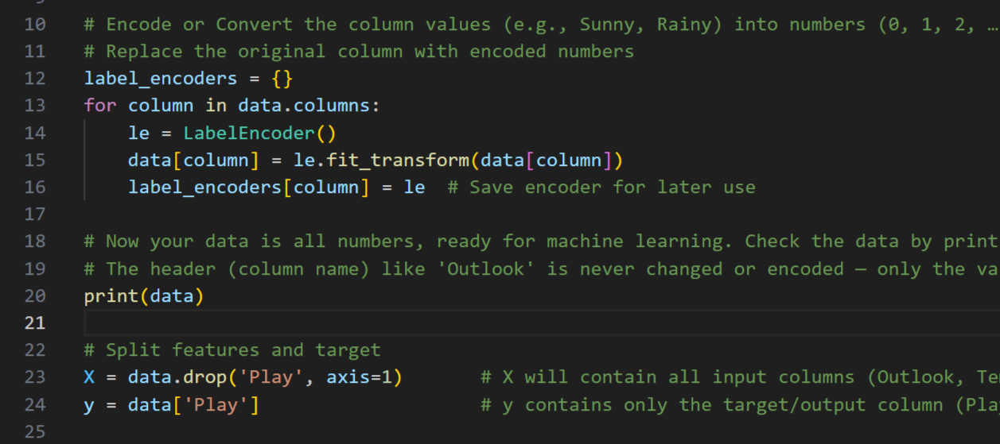 10 # Encode or Convert the column values (e.g., Sunny, Rainy) into numbers (0, 1, 2, …
11 # Replace the original column with encoded numbers
12 label_encoders = {}
13 for column in data.columns:
14 le = LabelEncoder()
15 data[column] = le.fit_transform(data[column])
16 label_encoders[column] = le # Save encoder for later use
17
18 # Now your data is all numbers, ready for machine learning. Check the data by print
19 # The header (column name) like 'Outlook' is never changed or encoded — only the va
20 print(data)
21
22 # Split features and target
23 X = data.drop('Play', axis=1) # X will contain all input columns (Outlook, Te
24 y = data['Play'] # y contains only the target/output column (Pla
25